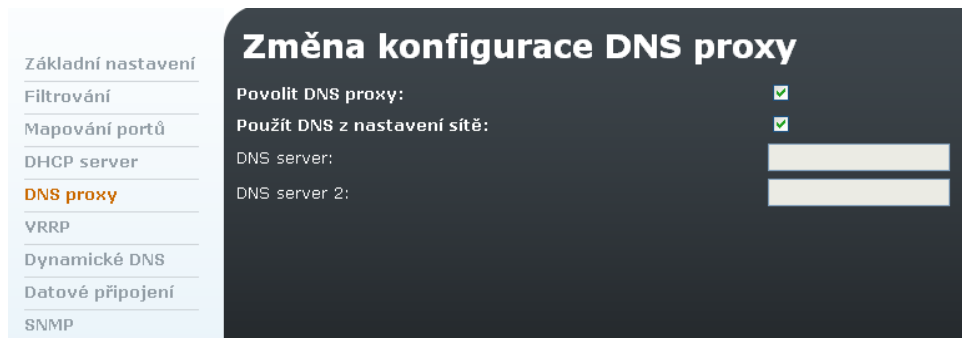 Základní nastavení
Filtrování
Mapování portů
DHCP server
DNS proxy
VRRP
Dynamické DNS
Datové připojení
SNMP
Změna konfigurace DNS proxy
Povolit DNS proxy:
Použít DNS z nastavení sítě:
DNS server:
DNS server 2: